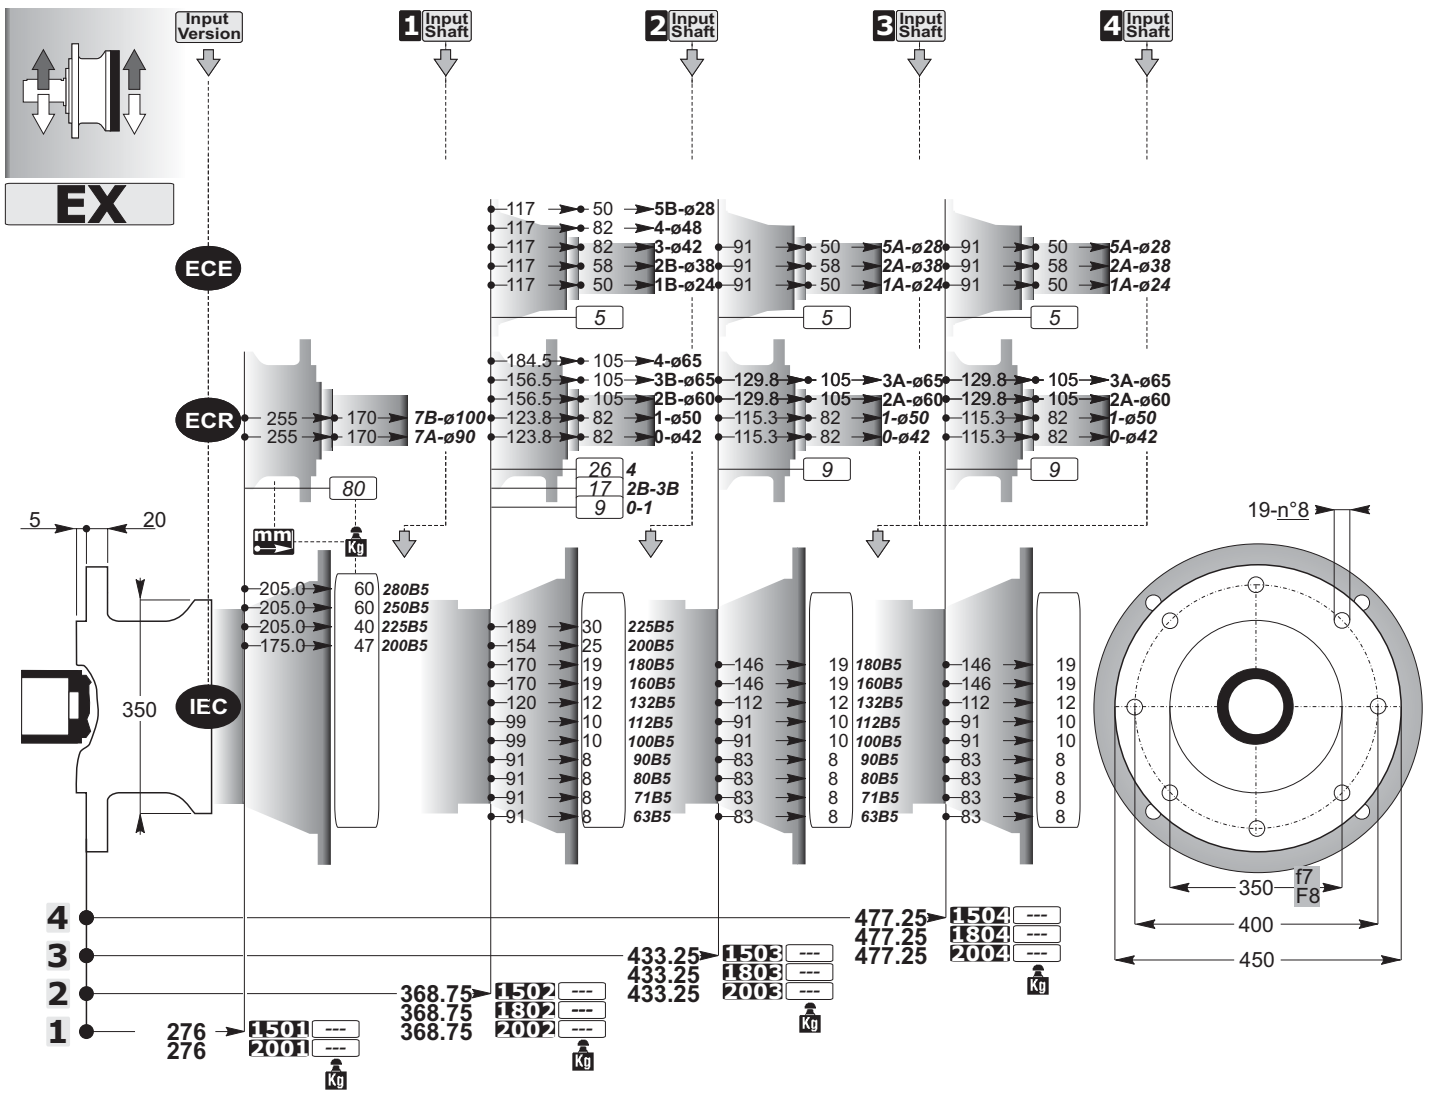 Input Version
1 Input Shaft
2 Input Shaft
3 Input Shaft
4 Input Shaft
EX
ECE
117 50 5B-ø28
117 82 4-ø48
117 82 3-ø42 91 50 5A-ø28 91 50 5A-ø28
117 58 2B-ø38 91 58 2A-ø38 91 58 2A-ø38
117 50 1B-ø24 91 50 1A-ø24 91 50 1A-ø24
5 5 5
ECR
184.5 105 4-ø65
156.5 105 3B-ø65 129.8 105 3A-ø65 129.8 105 3A-ø65
156.5 105 2B-ø60 129.8 105 2A-ø60 129.8 105 2A-ø60
255 170 7B-ø100 123.8 82 1-ø50 115.3 82 1-ø50 115.3 82 1-ø50
255 170 7A-ø90 123.8 82 0-ø42 115.3 82 0-ø42 115.3 82 0-ø42
26 4 9 9
80 17 2B-3B
9 0-1
5 20 19-n°8
mm Kg
205.0 60 280B5
205.0 60 250B5
205.0 40 225B5 189 30 225B5
175.0 47 200B5 154 25 200B5
170 19 180B5 146 19 180B5 146 19
170 19 160B5 146 19 160B5 146 19
350 IEC 120 12 132B5 112 12 132B5 112 12
99 10 112B5 91 10 112B5 91 10
99 10 100B5 91 10 100B5 91 10
91 8 90B5 83 8 90B5 83 8
91 8 80B5 83 8 80B5 83 8
91 8 71B5 83 8 71B5 83 8
91 8 63B5 83 8 63B5 83 8
350 f7 F8
400
450
4 477.25 1504 ---
477.25 1804 ---
477.25 2004 ---
Kg
3 433.25 1503 ---
433.25 1803 ---
433.25 2003 ---
Kg
2 368.75 1502 ---
368.75 1802 ---
368.75 2002 ---
Kg
1 276 1501 ---
276 2001 ---
Kg